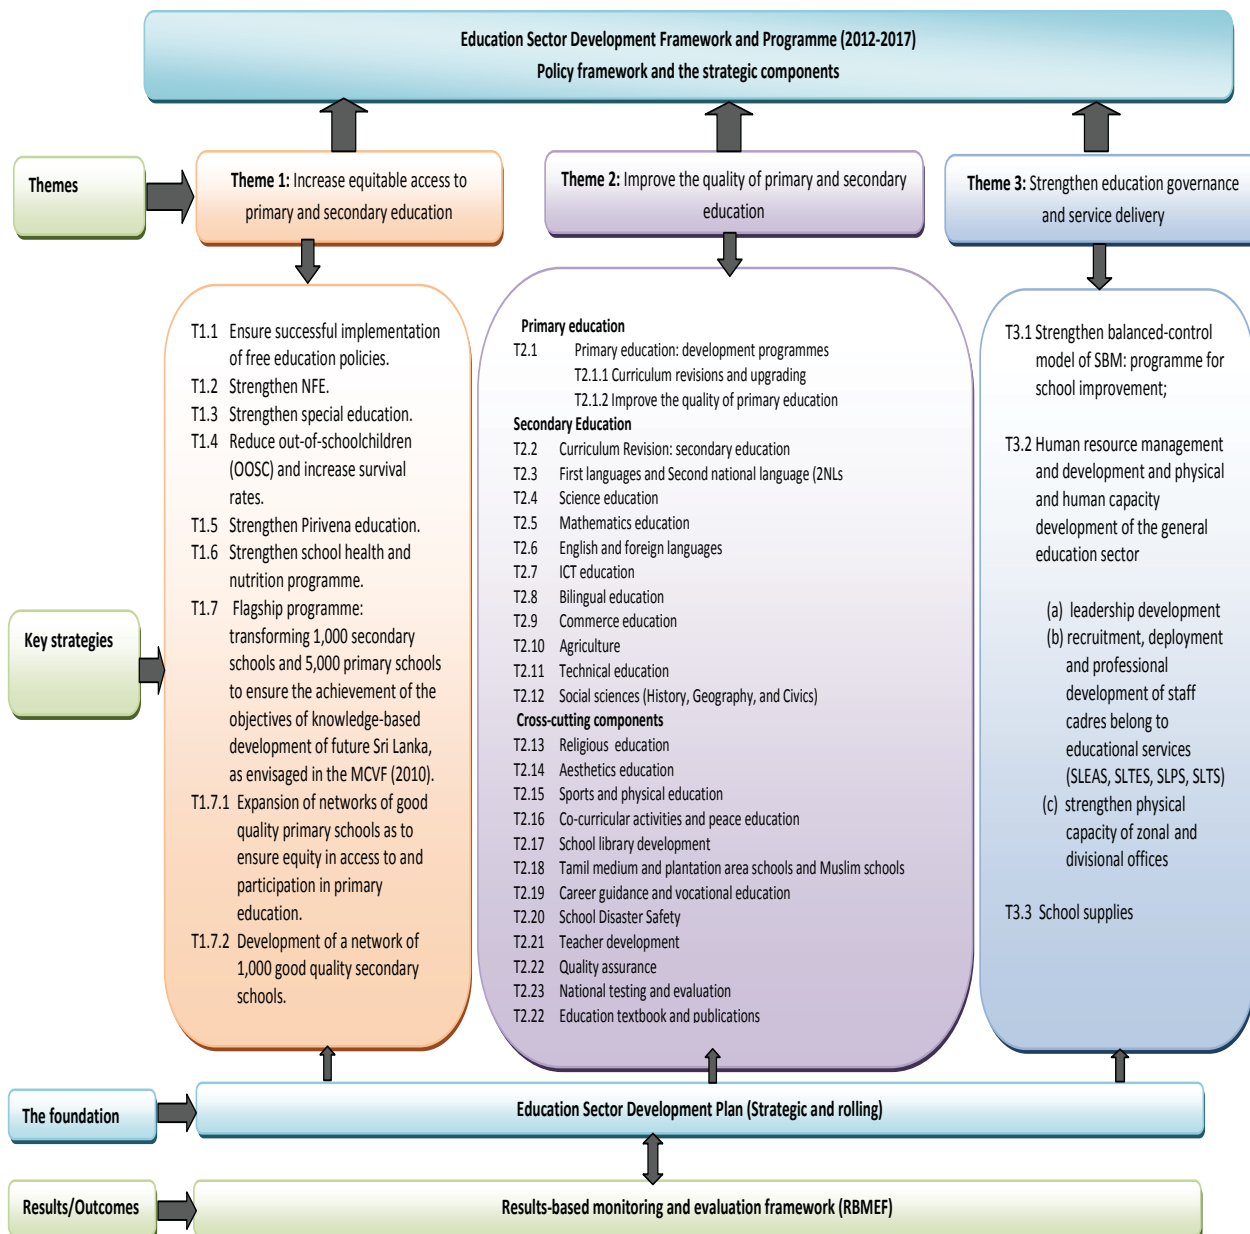 Education Sector Development Framework and Programme (2012-2017)
Policy framework and the strategic components
Themes
Theme 1: Increase equitable access to
primary and secondary education
Theme 2: Improve the quality of primary and secondary
education
Theme 3: Strengthen education governance
and service delivery
Key strategies
T1.1 Ensure successful implementation
of free education policies.
T1.2 Strengthen NFE.
T1.3 Strengthen special education.
T1.4 Reduce out-of-schoolchildren
(OOSC) and increase survival
rates.
T1.5 Strengthen Pirivena education.
T1.6 Strengthen school health and
nutrition programme.
T1.7 Flagship programme:
transforming 1,000 secondary
schools and 5,000 primary schools
to ensure the achievement of the
objectives of knowledge-based
development of future Sri Lanka,
as envisaged in the MCVF (2010).
T1.7.1 Expansion of networks of good
quality primary schools as to
ensure equity in access to and
participation in primary
education.
T1.7.2 Development of a network of
1,000 good quality secondary
schools.
Primary education
T2.1 Primary education: development programmes
T2.1.1 Curriculum revisions and upgrading
T2.1.2 Improve the quality of primary education
Secondary Education
T2.2 Curriculum Revision: secondary education
T2.3 First languages and Second national language (2NLs
T2.4 Science education
T2.5 Mathematics education
T2.6 English and foreign languages
T2.7 ICT education
T2.8 Bilingual education
T2.9 Commerce education
T2.10 Agriculture
T2.11 Technical education
T2.12 Social sciences (History, Geography, and Civics)
Cross-cutting components
T2.13 Religious education
T2.14 Aesthetics education
T2.15 Sports and physical education
T2.16 Co-curricular activities and peace education
T2.17 School library development
T2.18 Tamil medium and plantation area schools and Muslim schools
T2.19 Career guidance and vocational education
T2.20 School Disaster Safety
T2.21 Teacher development
T2.22 Quality assurance
T2.23 National testing and evaluation
T2.22 Education textbook and publications
T3.1 Strengthen balanced-control
model of SBM: programme for
school improvement;
T3.2 Human resource management
and development and physical
and human capacity
development of the general
education sector
(a) leadership development
(b) recruitment, deployment
and professional
development of staff
cadres belong to
educational services
(SLEAS, SLTES, SLPS, SLTS)
(c) strengthen physical
capacity of zonal and
divisional offices
T3.3 School supplies
The foundation
Education Sector Development Plan (Strategic and rolling)
Results/Outcomes
Results-based monitoring and evaluation framework (RBMEF)